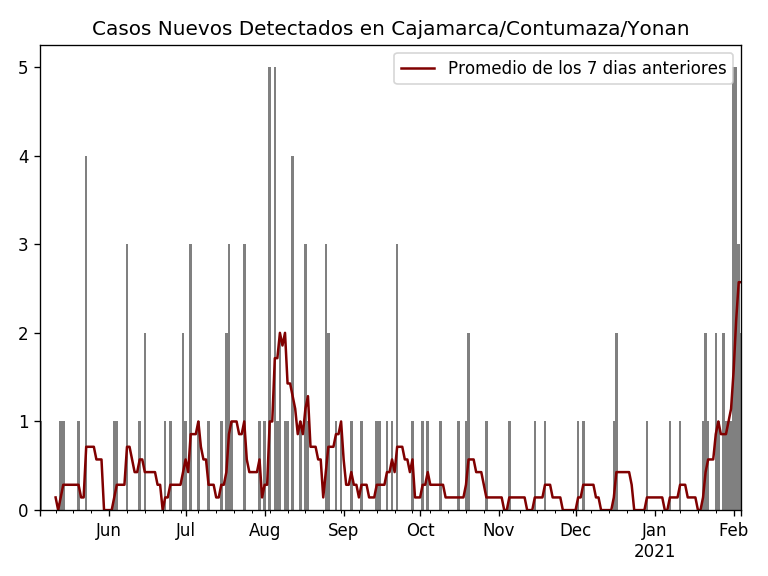 Casos Nuevos Detectados en Cajamarca/Contumaza/Yonan
Promedio de los 7 dias anteriores
5
4
3
2
1
0
Jun Jul Aug Sep Oct Nov Dec Jan Feb
2021